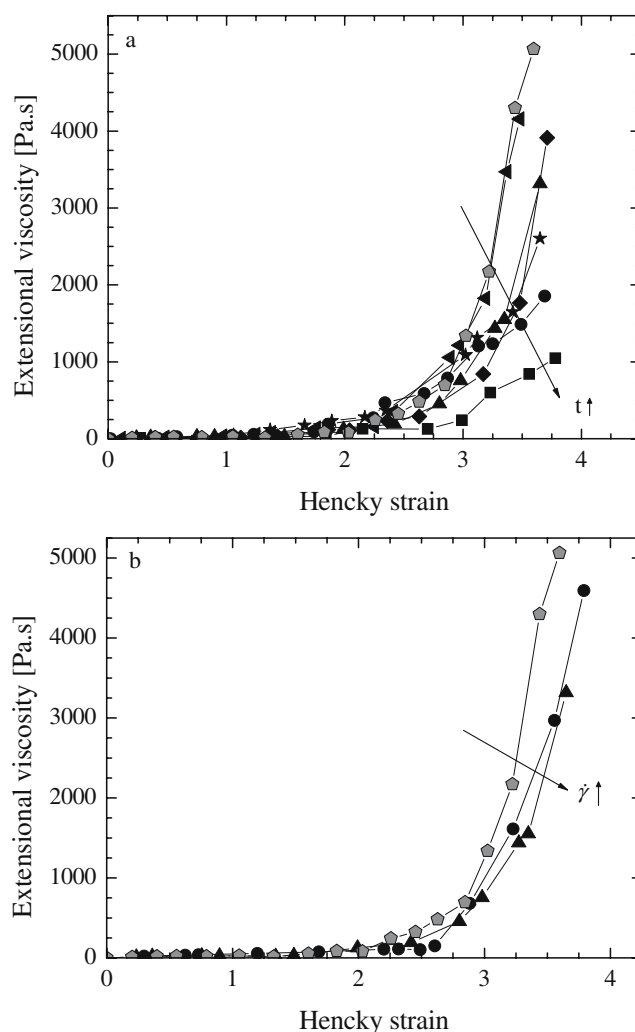 a
5000
4000
3000
2000
1000
0
Extensional viscosity [Pa.s]
t↑
0 1 2 3 4
Hencky strain
b
5000
4000
3000
2000
1000
0
Extensional viscosity [Pa.s]
γ̇↑
0 1 2 3 4
Hencky strain